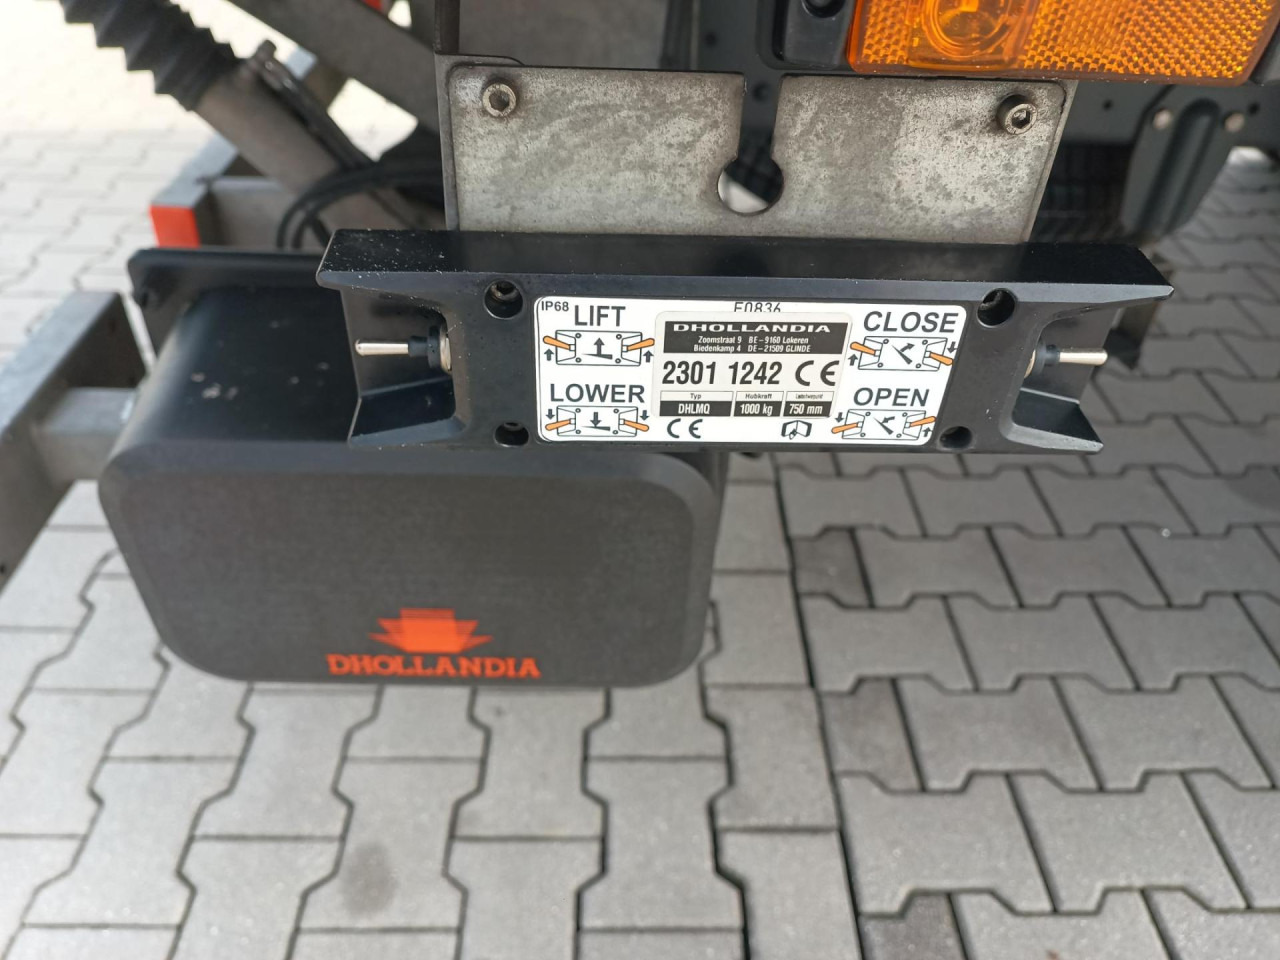 IP68
LIFT
F0836
CLOSE
LOWER
OPEN
DHOLLANDIA
Zoomstraat 9 BE-9160 Lokeren
Biedenkamp 4 DE-21509 GLINDE
2301 1242 CE
Typ Hubkraft
DHLMQ 1000 kg 750 mm
CE
DHOLLANDIA